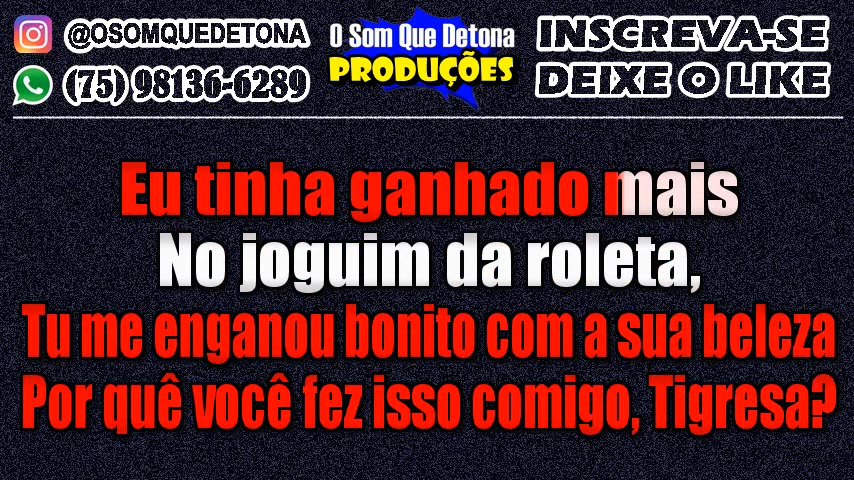 @OSOMQUEDETONA
(75) 98136-6289
O Som Que Detona
PRODUÇÕES
INSCREVA-SE
DEIXE O LIKE
Eu tinha ganhado mais
No joguim da roleta,
Tu me enganou bonito com a sua beleza
Por quê você fez isso comigo, Tigresa?